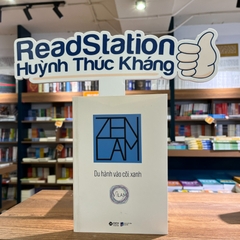 ReadStation
Huỳnh Thúc Kháng
ZEN
LAM
Du hành vào cõi xanh